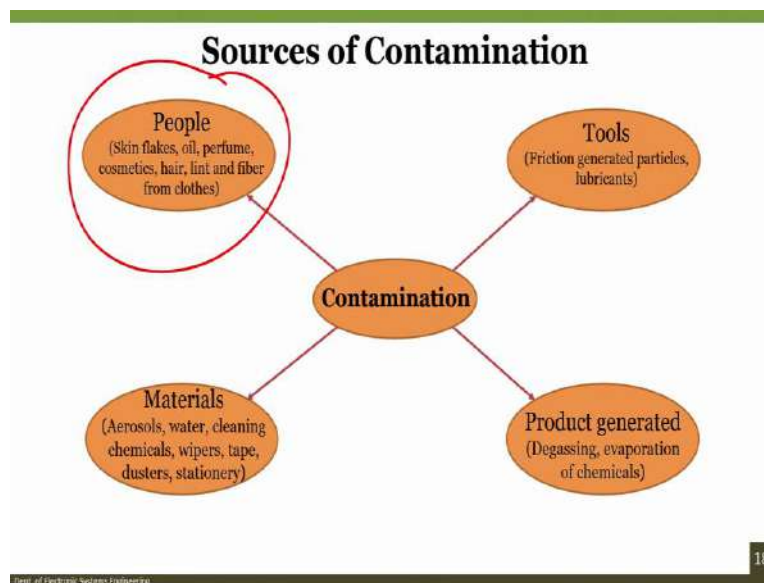 Sources of Contamination
People
(Skin flakes, oil, perfume,
cosmetics, hair, lint and fiber
from clothes)
Tools
(Friction generated particles,
lubricants)
Contamination
Materials
(Aerosols, water, cleaning
chemicals, wipers, tape,
dusters, stationery)
Product generated
(Degassing, evaporation
of chemicals)
18
Dept. of Electronic Systems Engineering